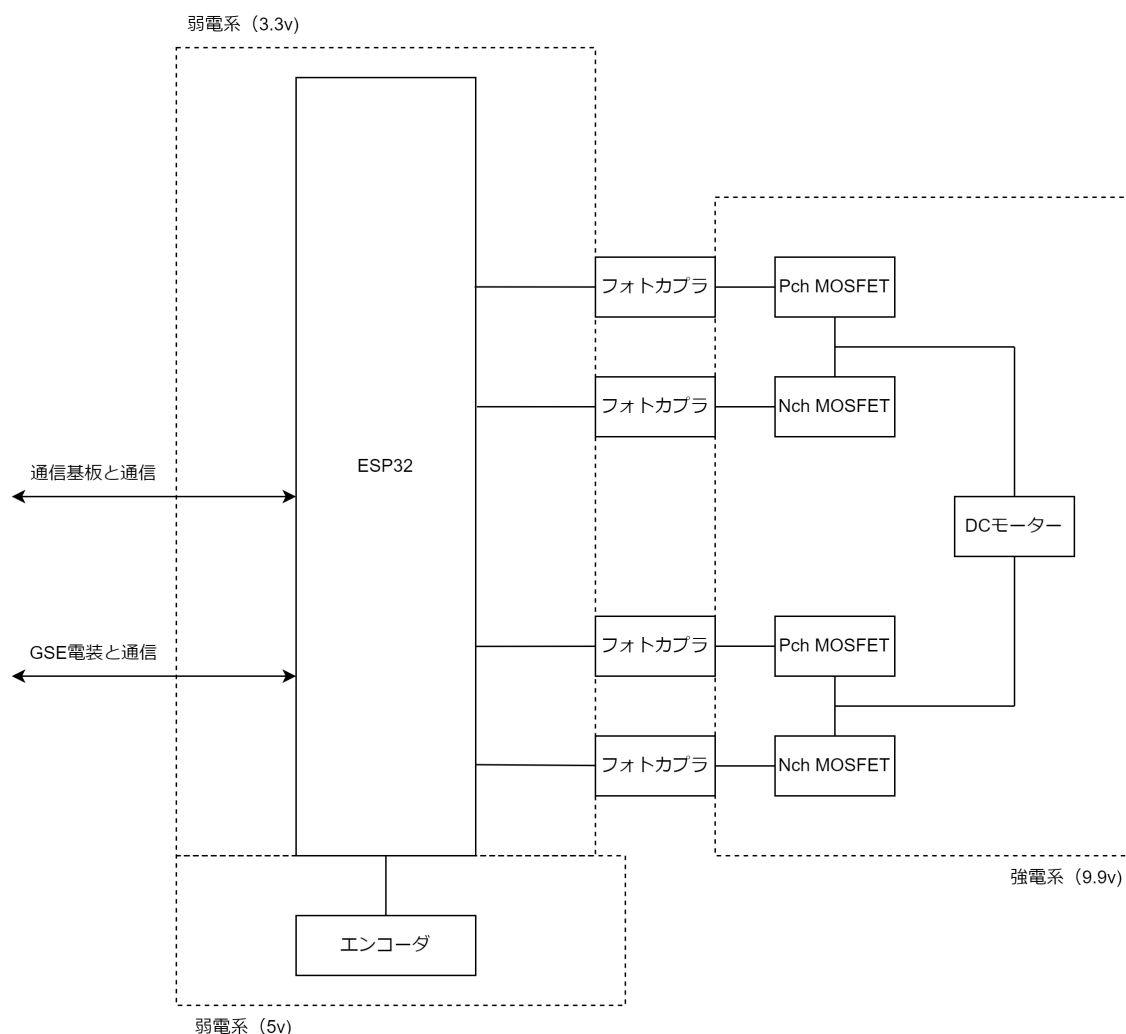 弱電系（3.3v)
フォトカプラ
Pch MOSFET
フォトカプラ
Nch MOSFET
ESP32
通信基板と通信
DCモーター
フォトカプラ
Pch MOSFET
GSE電装と通信
フォトカプラ
Nch MOSFET
強電系（9.9v)
エンコーダ
弱電系（5v)